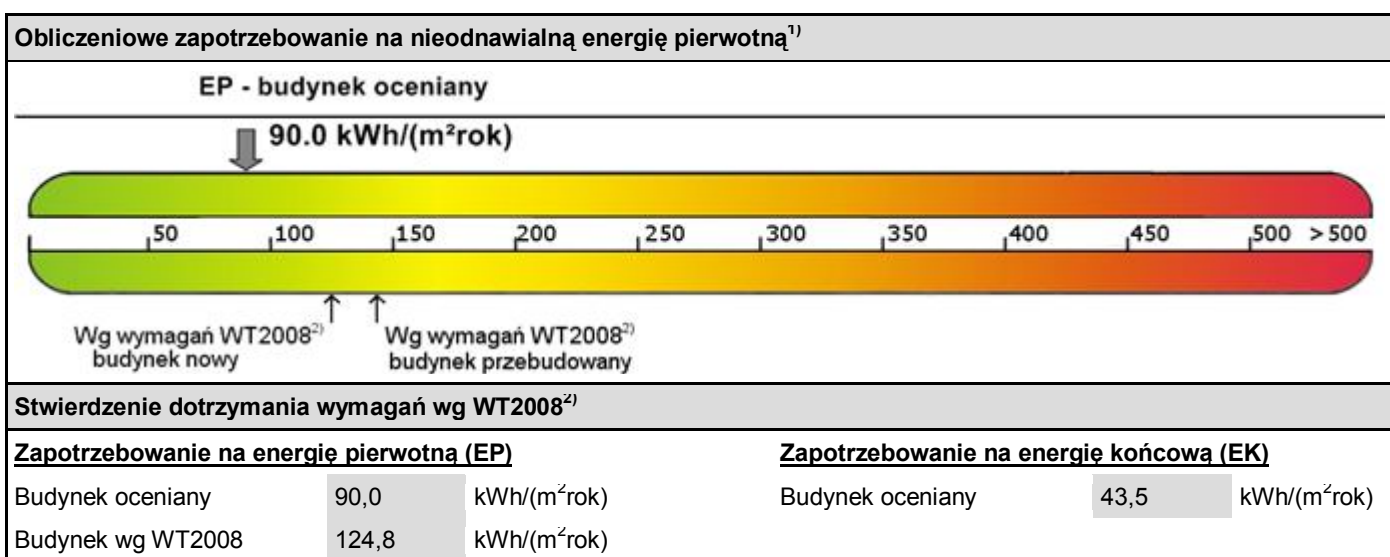 Obliczeniowe zapotrzebowanie na nieodnawialną energię pierwotną¹⁾
EP - budynek oceniany
90.0 kWh/(m²rok)
50 100 150 200 250 300 350 400 450 500 > 500
Wg wymagań WT2008²⁾
budynek nowy
Wg wymagań WT2008²⁾
budynek przebudowany
Stwierdzenie dotrzymania wymagań wg WT2008²⁾
Zapotrzebowanie na energię pierwotną (EP) Zapotrzebowanie na energię końcową (EK)
Budynek oceniany 90,0 kWh/(m²rok) Budynek oceniany 43,5 kWh/(m²rok)
Budynek wg WT2008 124,8 kWh/(m²rok)